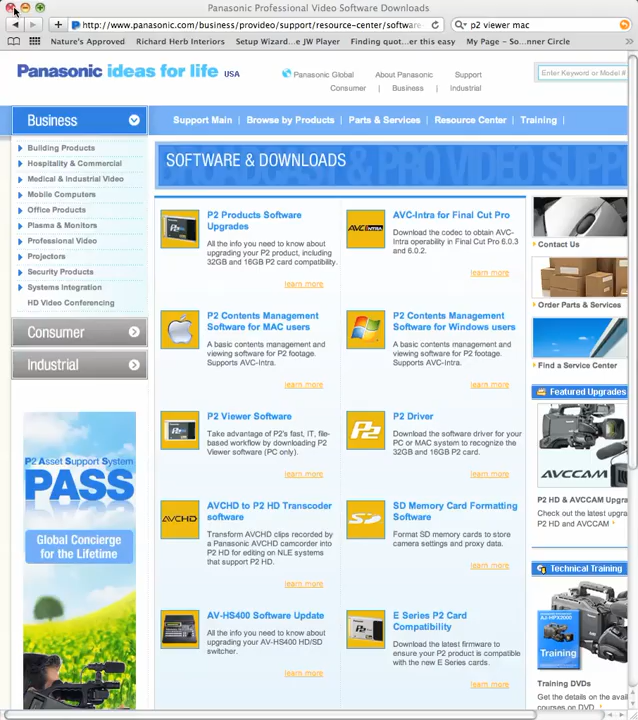 Panasonic Professional Video Software Downloads
http://www.panasonic.com/business/provideo/support/resource-center/software
p2 viewer mac
Nature's Approved
Richard Herb Interiors
Setup Wizard...e JW Player
Finding quot...er this easy
My Page - So...nner Circle
Panasonic ideas for life USA
Panasonic Global
About Panasonic
Support
Consumer | Business | Industrial
Enter Keyword or Model #
Business
Support Main | Browse by Products | Parts & Services | Resource Center | Training |
Building Products
Hospitality & Commercial
Medical & Industrial Video
Mobile Computers
Office Products
Plasma & Monitors
Professional Video
Projectors
Security Products
Systems Integration
HD Video Conferencing
Consumer
Industrial
P2 Asset Support System
PASS
Global Concierge
for the Lifetime
SOFTWARE & DOWNLOADS
P2 Products Software
Upgrades
All the info you need to know about
upgrading your P2 product, including
32GB and 16GB P2 card compatibility.
learn more
AVC-Intra for Final Cut Pro
Download the codec to obtain AVC-
Intra operability in Final Cut Pro 6.0.3
and 6.0.2.
learn more
P2 Contents Management
Software for MAC users
A basic contents management and
viewing software for P2 footage.
Supports AVC-Intra.
learn more
P2 Contents Management
Software for Windows users
A basic contents management and
viewing software for P2 footage.
Supports AVC-Intra.
learn more
P2 Viewer Software
Take advantage of P2's fast, IT, file-
based workflow by downloading P2
Viewer software (PC only).
learn more
P2
P2 Driver
Download the software driver for your
PC or MAC system to recognize the
32GB and 16GB P2 card.
learn more
AVCHD
AVCHD to P2 HD Transcoder
software
Transform AVCHD clips recorded by
a Panasonic AVCHD camcorder into
P2 HD for editing on NLE systems
that support P2 HD.
learn more
SD Memory Card Formatting
Software
Format SD memory cards to store
camera settings and proxy data.
learn more
AV-HS400 Software Update
All the info you need to know about
upgrading your AV-HS400 HD/SD
switcher.
learn more
E Series P2 Card
Compatibility
Download the latest firmware to
ensure your P2 product is compatible
with the new E Series cards.
learn more
Contact Us
Order Parts & Services
Find a Service Center
Featured Upgrades
AVCCAM
P2 HD & AVCCAM Upgra
Check out the latest upgra
P2 HD and AVCCAM
Technical Training
Training
Training DVDs
Get the details on the avai
courses on DVD.